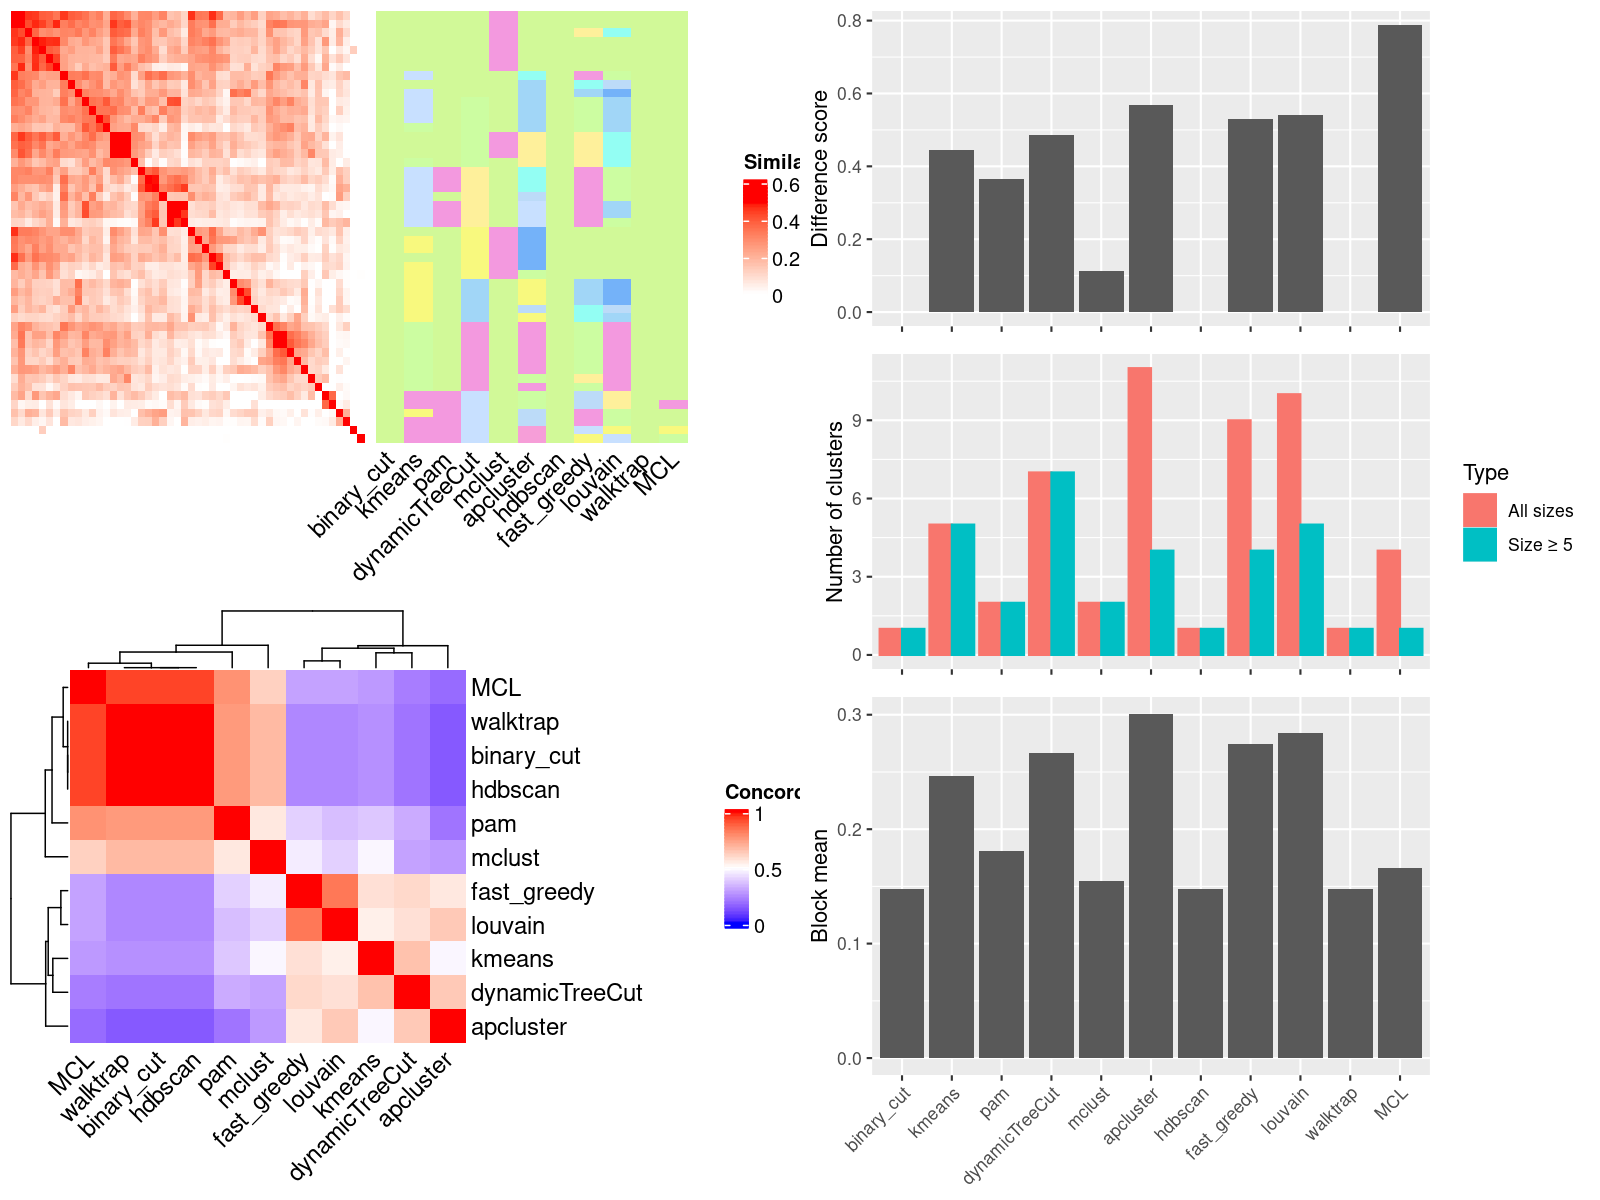 Simila
0.6
0.4
0.2
0
binary_cut
kmeans
pam
dynamicTreeCut
mclust
apcluster
hdbscan
fast_greedy
louvain
walktrap
MCL
MCL
walktrap
binary_cut
hdbscan
pam
mclust
fast_greedy
louvain
kmeans
dynamicTreeCut
apcluster
MCL
walktrap
binary_cut
hdbscan
pam
mclust
fast_greedy
louvain
kmeans
dynamicTreeCut
apcluster
Concord
1
0.5
0
Difference score
0.8
0.6
0.4
0.2
0.0
Number of clusters
9
6
3
0
Type
All sizes
Size ≥ 5
Block mean
0.3
0.2
0.1
0.0
binary_cut
kmeans
pam
dynamicTreeCut
mclust
apcluster
hdbscan
fast_greedy
louvain
walktrap
MCL